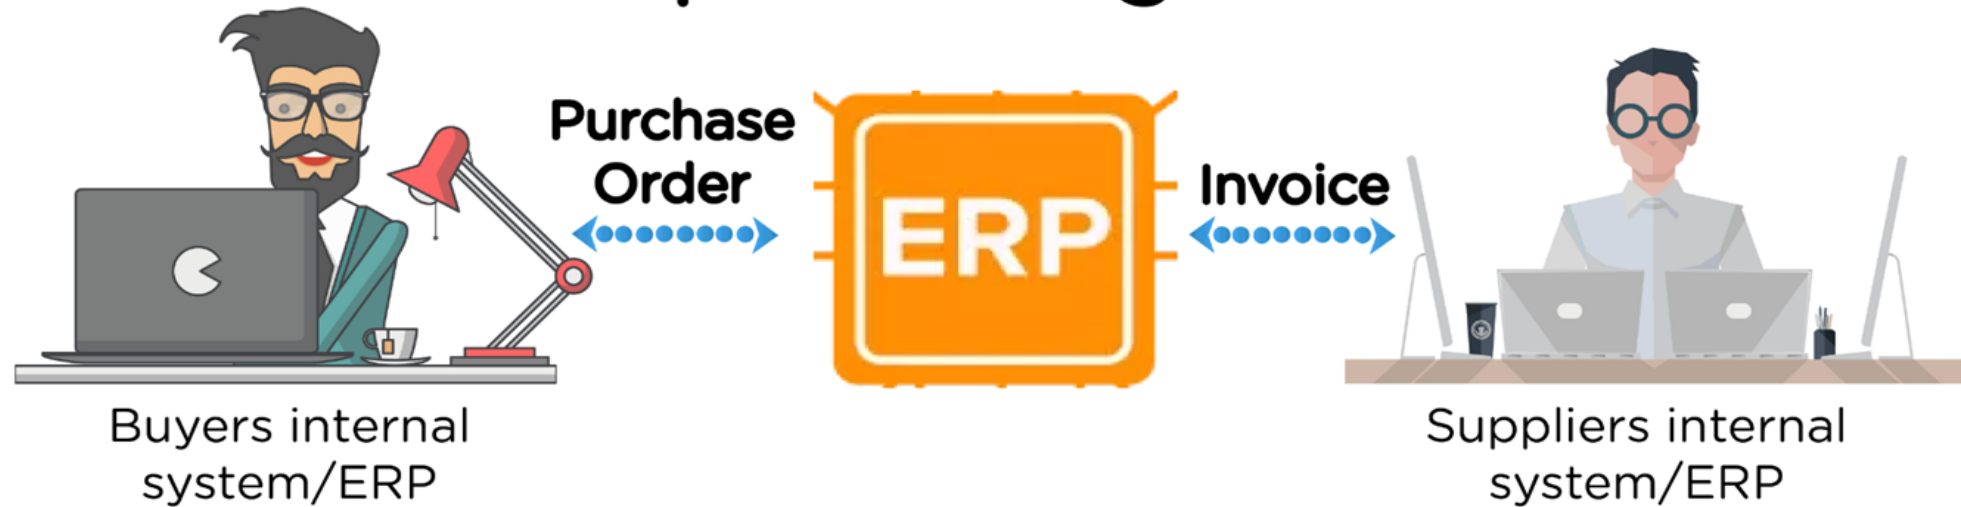 Purchase
Order
ERP
Invoice
Buyers internal
system/ERP
Suppliers internal
system/ERP